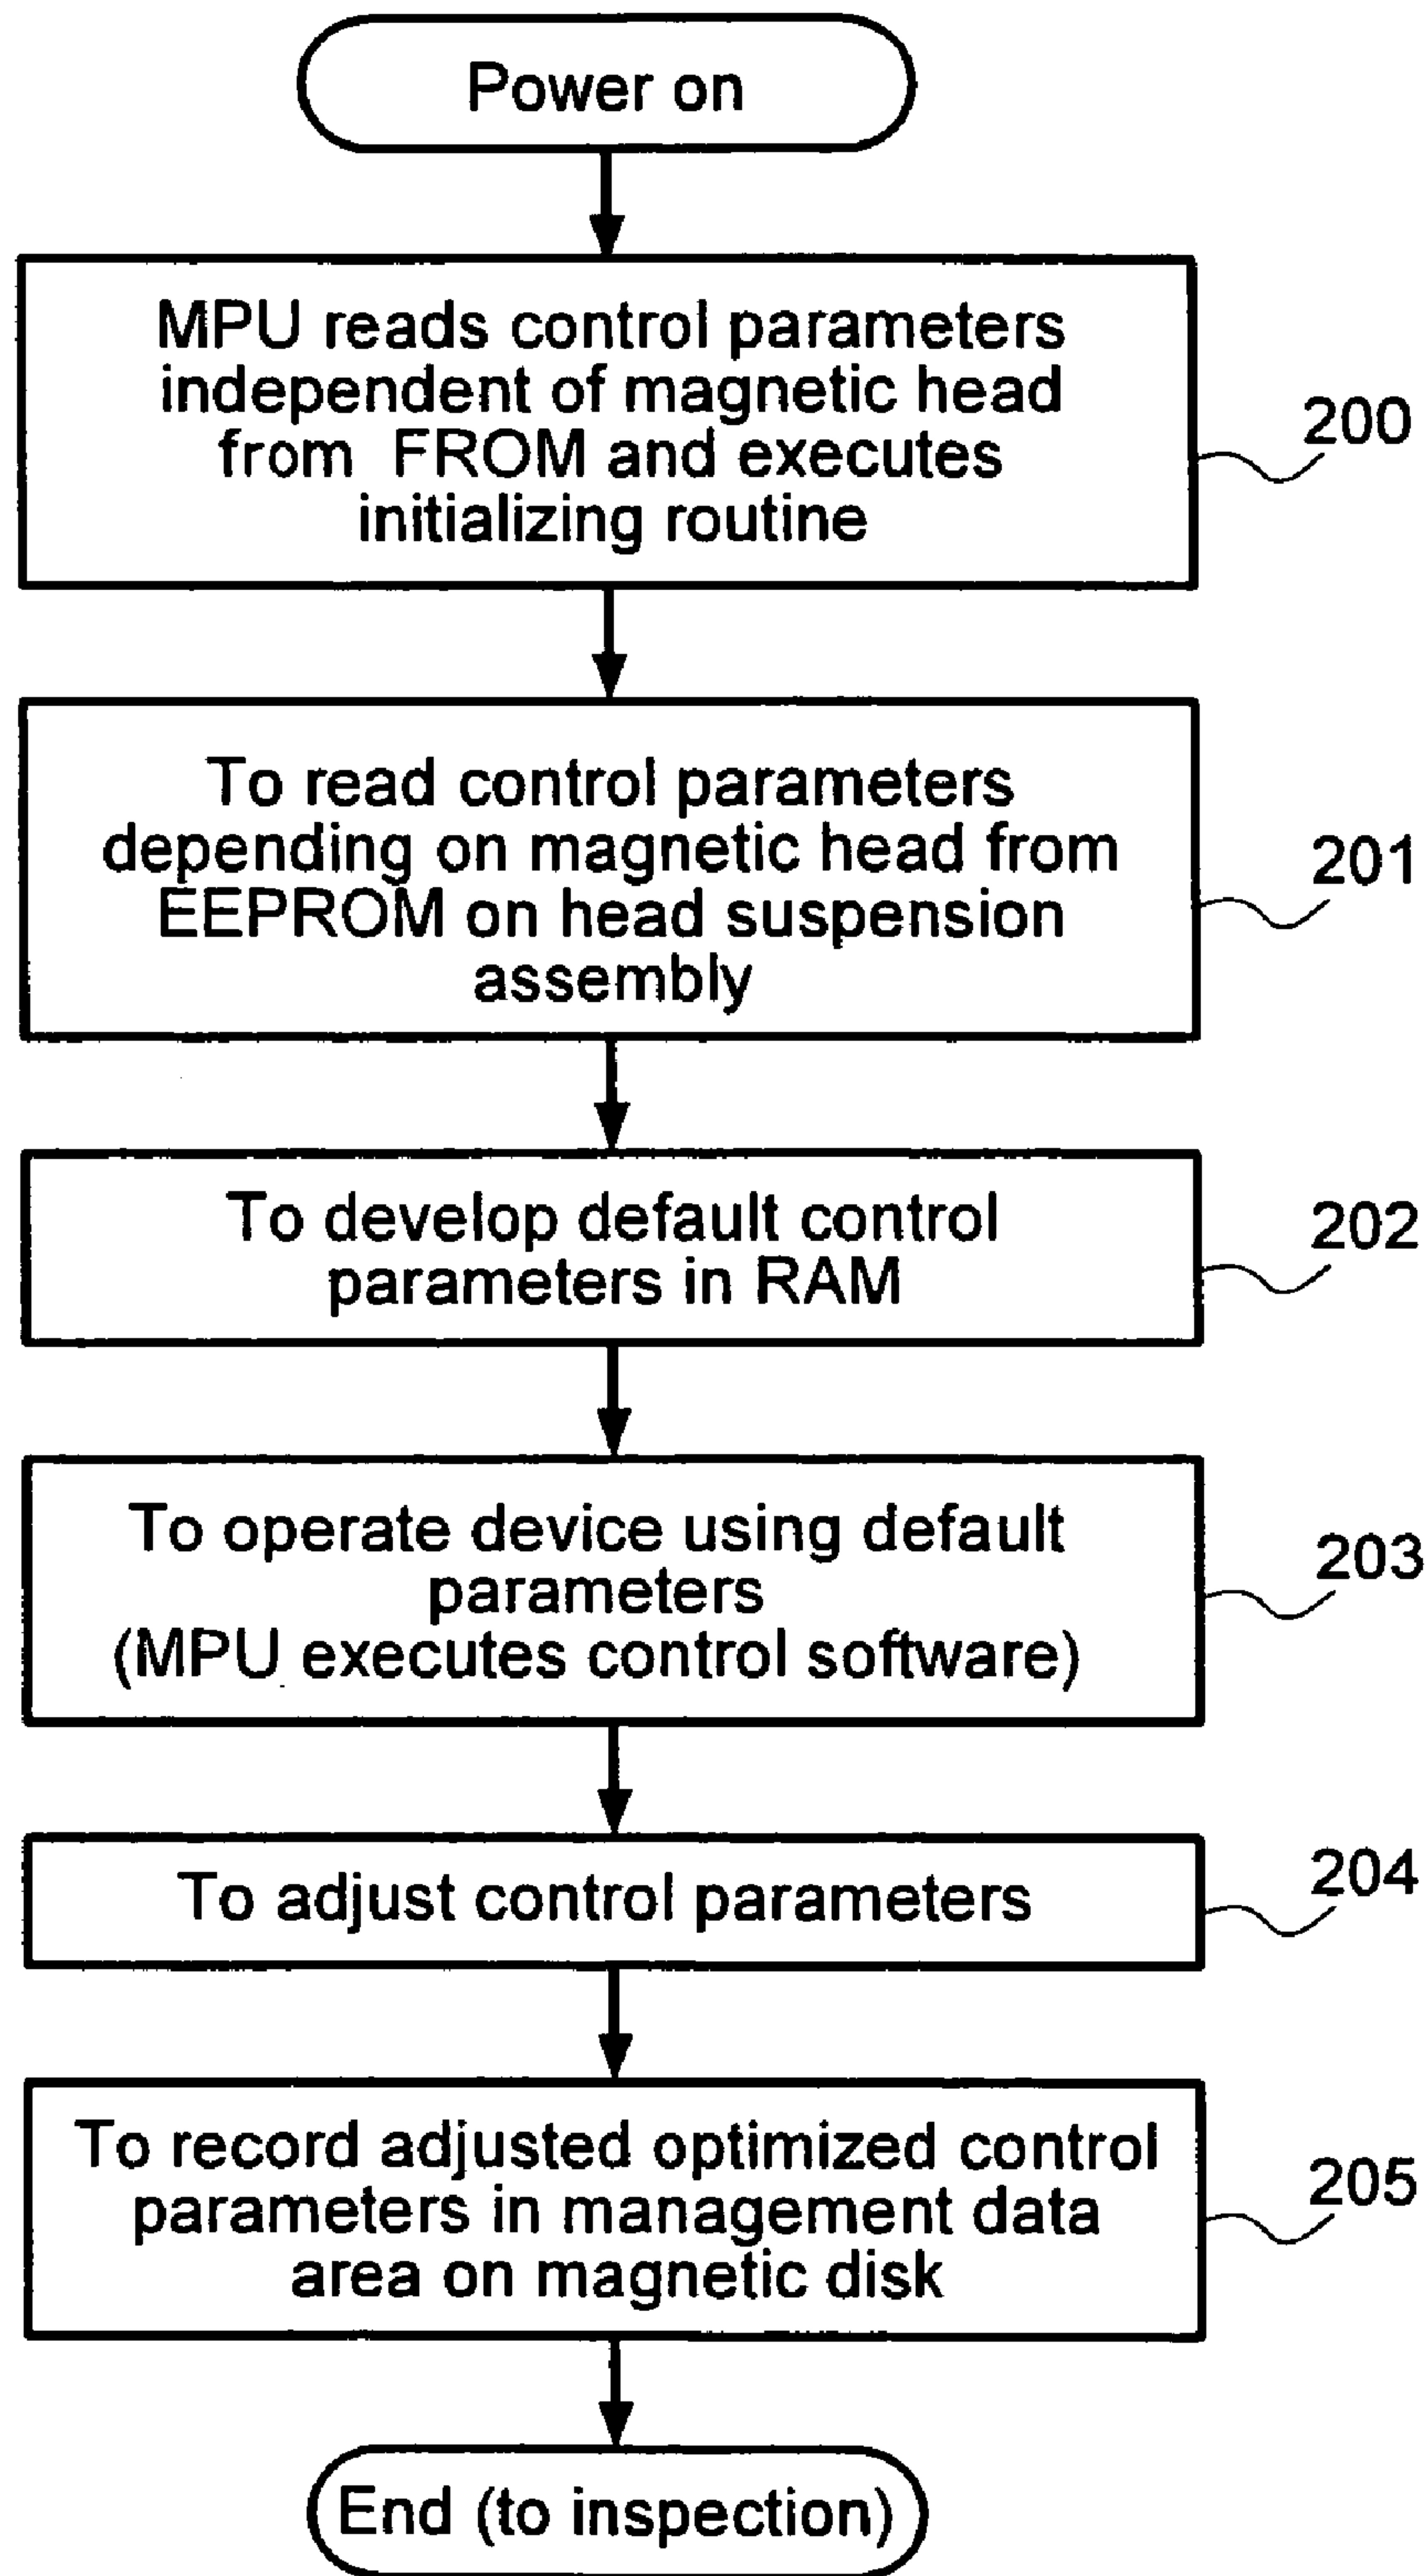 Power on
MPU reads control parameters
independent of magnetic head
from FROM and executes
initializing routine
200
To read control parameters
depending on magnetic head from
EEPROM on head suspension
assembly
201
To develop default control
parameters in RAM
202
To operate device using default
parameters
(MPU executes control software)
203
To adjust control parameters
204
To record adjusted optimized control
parameters in management data
area on magnetic disk
205
End (to inspection)